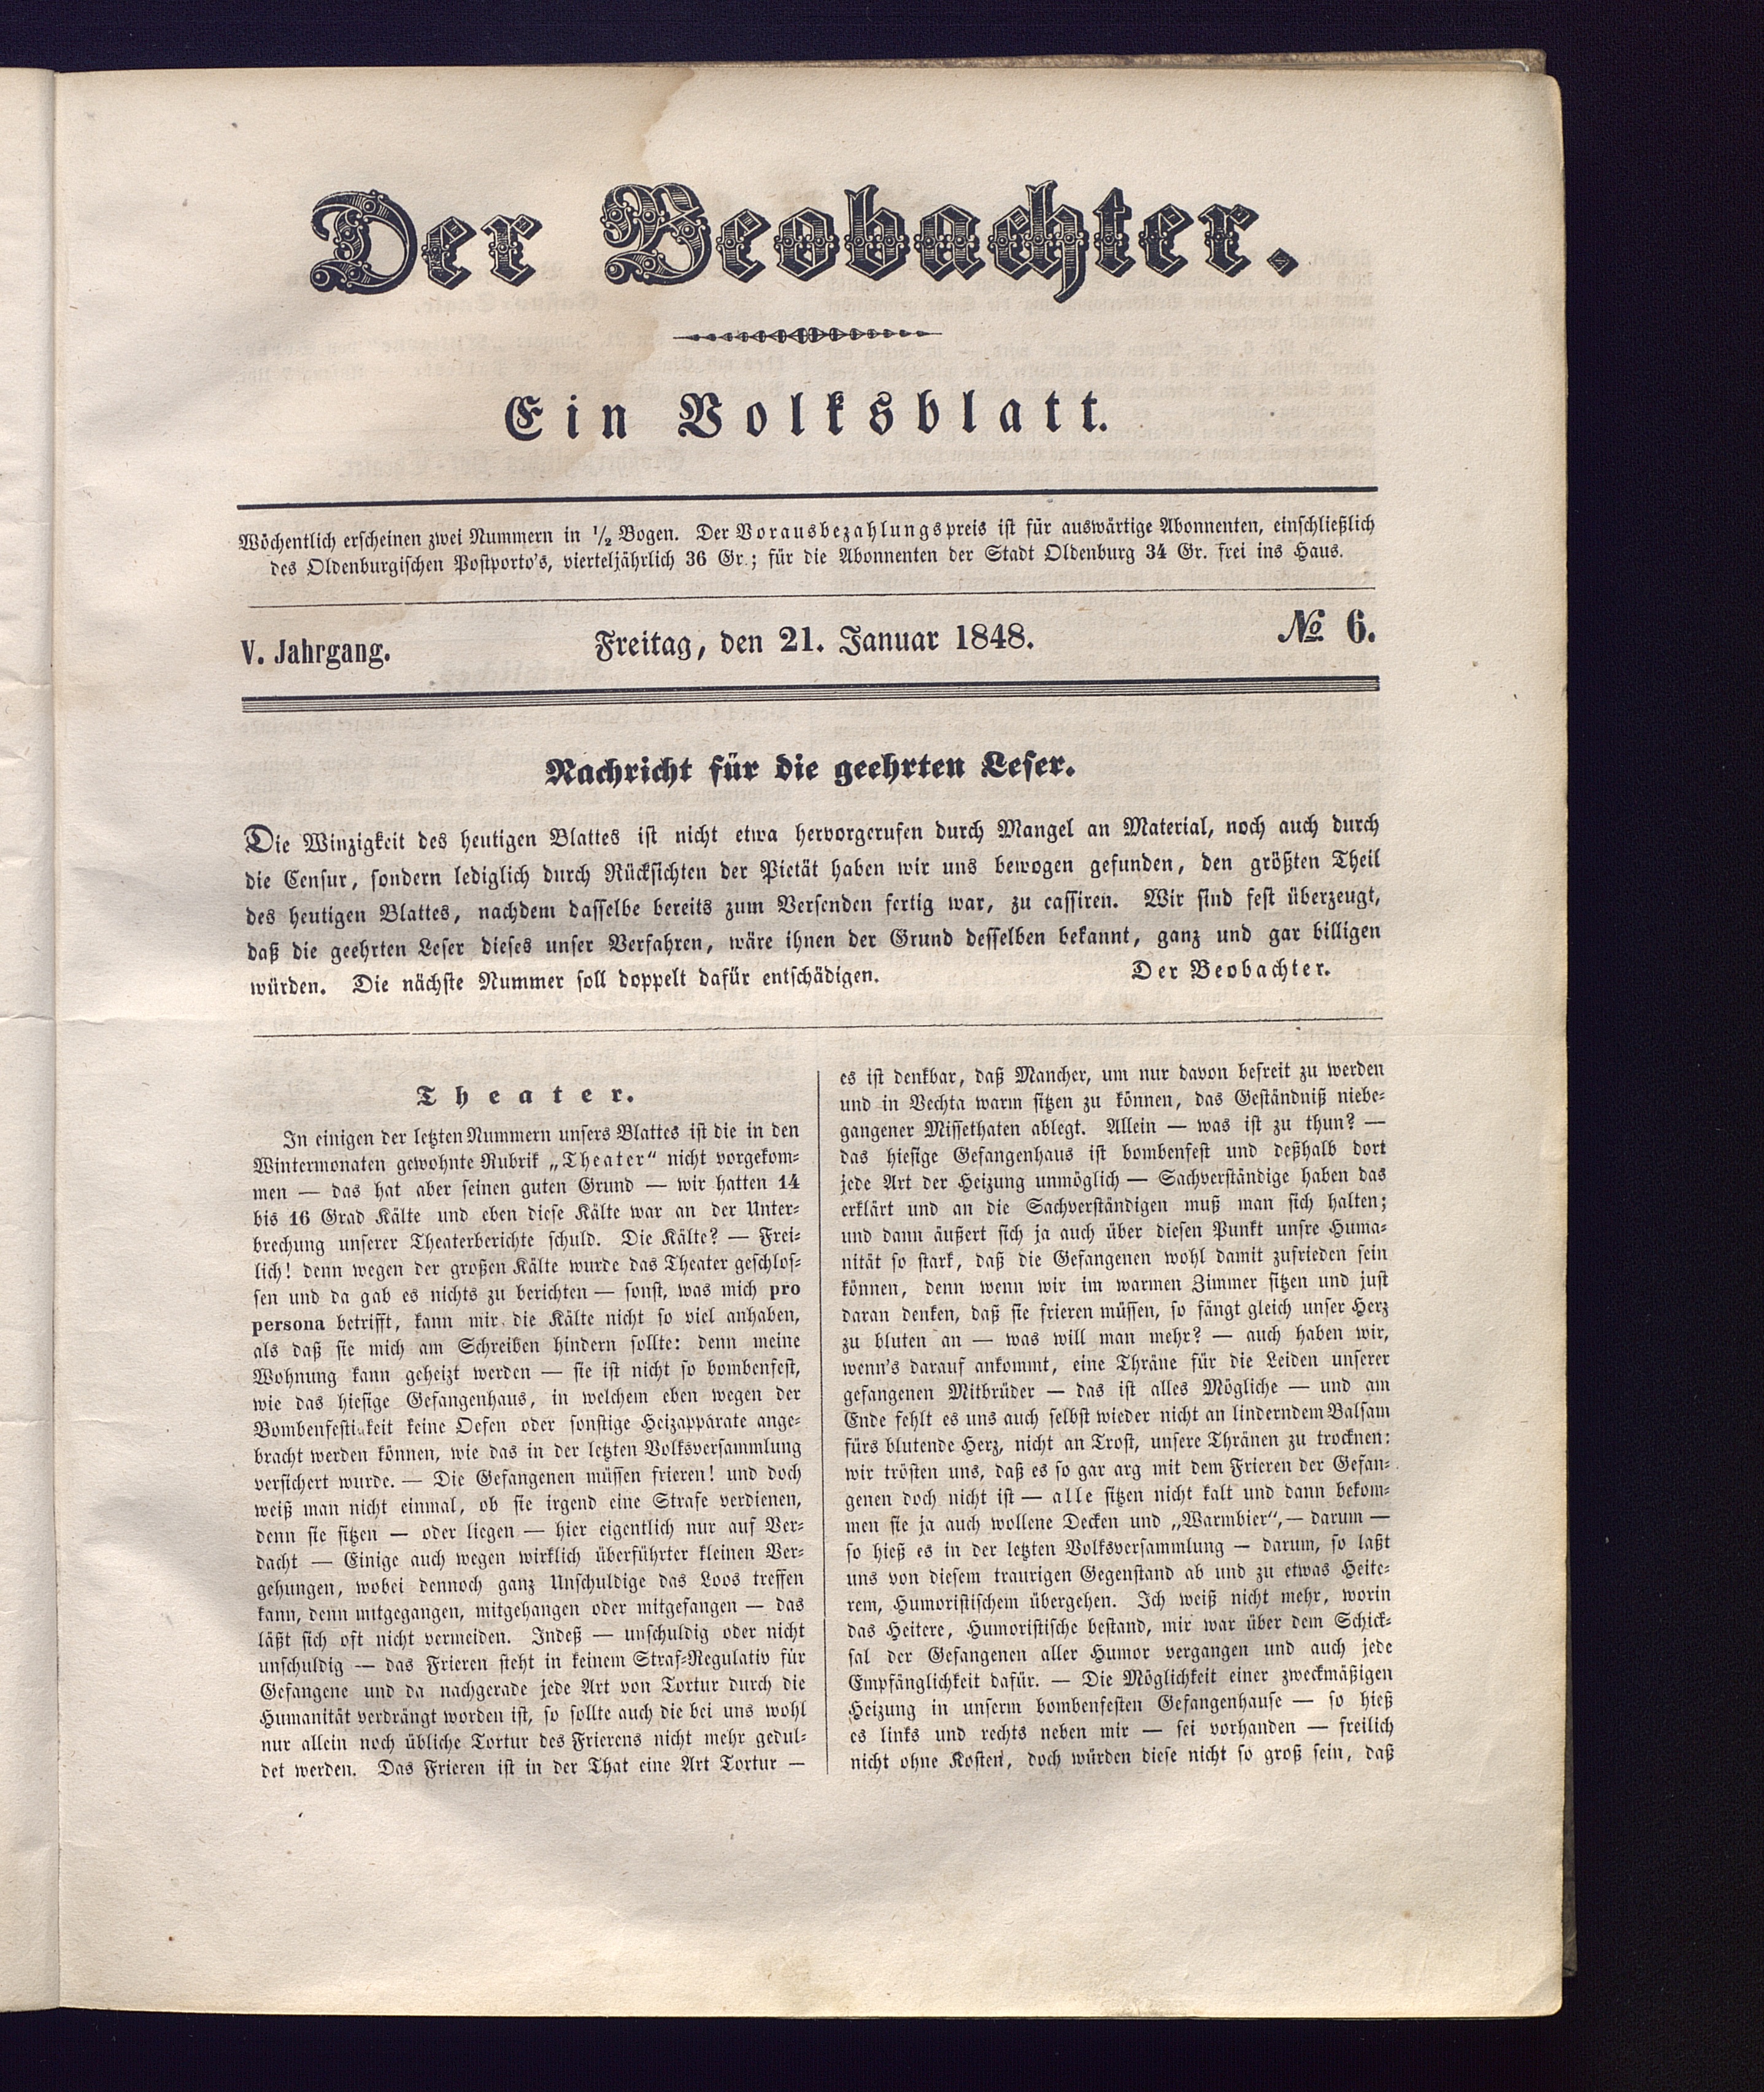 Der Beobachter.
Ein Volksblatt.
Wöchentlich erscheinen zwei Nummern in 1/2 Bogen. Der Vorausbezahlungspreis ist für auswärtige Abonnenten, einschließlich
des Oldenburgischen Postporto's, vierteljährlich 36 Gr.; für die Abonnenten der Stadt Oldenburg 34 Gr. frei ins Haus.
V. Jahrgang. Freitag, den 21. Januar 1848. № 6.
Nachricht für die geehrten Leser.
Die Winzigkeit des heutigen Blattes ist nicht etwa hervorgerufen durch Mangel an Material, noch auch durch
die Censur, sondern lediglich durch Rücksichten der Pietät haben wir uns bewogen gefunden, den größten Theil
des heutigen Blattes, nachdem dasselbe bereits zum Versenden fertig war, zu cassiren. Wir sind fest überzeugt,
daß die geehrten Leser dieses unser Verfahren, wäre ihnen der Grund desselben bekannt, ganz und gar billigen
würden. Die nächste Nummer soll doppelt dafür entschädigen. Der Beobachter.
Theater.
In einigen der letzten Nummern unsers Blattes ist die in den
Wintermonaten gewohnte Rubrik „Theater“ nicht vorgekom-
men — das hat aber seinen guten Grund — wir hatten 14
bis 16 Grad Kälte und eben diese Kälte war an der Unter-
brechung unserer Theaterberichte schuld. Die Kälte? — Frei-
lich! denn wegen der großen Kälte wurde das Theater geschlos-
sen und da gab es nichts zu berichten — sonst, was mich pro
persona betrifft, kann mir die Kälte nicht so viel anhaben,
als daß sie mich am Schreiben hindern sollte: denn meine
Wohnung kann geheizt werden — sie ist nicht so bombenfest,
wie das hiesige Gefangenhaus, in welchem eben wegen der
Bombenfestigkeit keine Oefen oder sonstige Heizapparate ange-
bracht werden können, wie das in der letzten Volksversammlung
versichert wurde. — Die Gefangenen müssen frieren! und doch
weiß man nicht einmal, ob sie irgend eine Strafe verdienen,
denn sie sitzen — oder liegen — hier eigentlich nur auf Ver-
dacht — Einige auch wegen wirklich überführter kleinen Ver-
gehungen, wobei dennoch ganz Unschuldige das Loos treffen
kann, denn mitgegangen, mitgehangen oder mitgefangen — das
läßt sich oft nicht vermeiden. Indeß — unschuldig oder nicht
unschuldig — das Frieren steht in keinem Straf-Regulativ für
Gefangene und da nachgerade jede Art von Tortur durch die
Humanität verdrängt worden ist, so sollte auch die bei uns wohl
nur allein noch übliche Tortur des Frierens nicht mehr gedul-
det werden. Das Frieren ist in der That eine Art Tortur —
es ist denkbar, daß Mancher, um nur davon befreit zu werden
und in Vechta warm sitzen zu können, das Geständniß niebe-
gangener Missethaten ablegt. Allein — was ist zu thun? —
das hiesige Gefangenhaus ist bombenfest und deßhalb dort
jede Art der Heizung unmöglich — Sachverständige haben das
erklärt und an die Sachverständigen muß man sich halten;
und dann äußert sich ja auch über diesen Punkt unsre Huma-
nität so stark, daß die Gefangenen wohl damit zufrieden sein
können, denn wenn wir im warmen Zimmer sitzen und just
daran denken, daß sie frieren müssen, so fängt gleich unser Herz
zu bluten an — was will man mehr? — auch haben wir,
wenn's darauf ankommt, eine Thräne für die Leiden unserer
gefangenen Mitbrüder — das ist alles Mögliche — und am
Ende fehlt es uns auch selbst wieder nicht an linderndem Balsam
fürs blutende Herz, nicht an Trost, unsere Thränen zu trocknen:
wir trösten uns, daß es so gar arg mit dem Frieren der Gefan-
genen doch nicht ist — alle sitzen nicht kalt und dann bekom-
men sie ja auch wollene Decken und „Warmbier“, — darum —
so hieß es in der letzten Volksversammlung — darum, so laßt
uns von diesem traurigen Gegenstand ab und zu etwas Heite-
rem, Humoristischem übergehen. Ich weiß nicht mehr, worin
das Heitere, Humoristische bestand, mir war über dem Schick-
sal der Gefangenen aller Humor vergangen und auch jede
Empfänglichkeit dafür. — Die Möglichkeit einer zweckmäßigen
Heizung in unserm bombenfesten Gefangenhause — so hieß
es links und rechts neben mir — sei vorhanden — freilich
nicht ohne Kosten, doch würden diese nicht so groß sein, daß